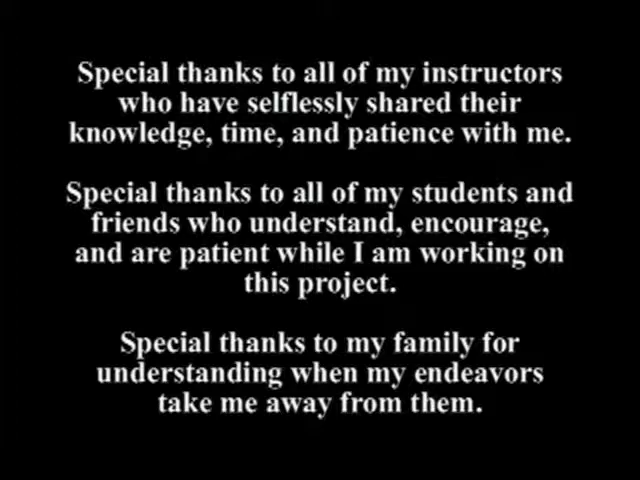 Special thanks to all of my instructors
who have selflessly shared their
knowledge, time, and patience with me.
Special thanks to all of my students and
friends who understand, encourage,
and are patient while I am working on
this project.
Special thanks to my family for
understanding when my endeavors
take me away from them.